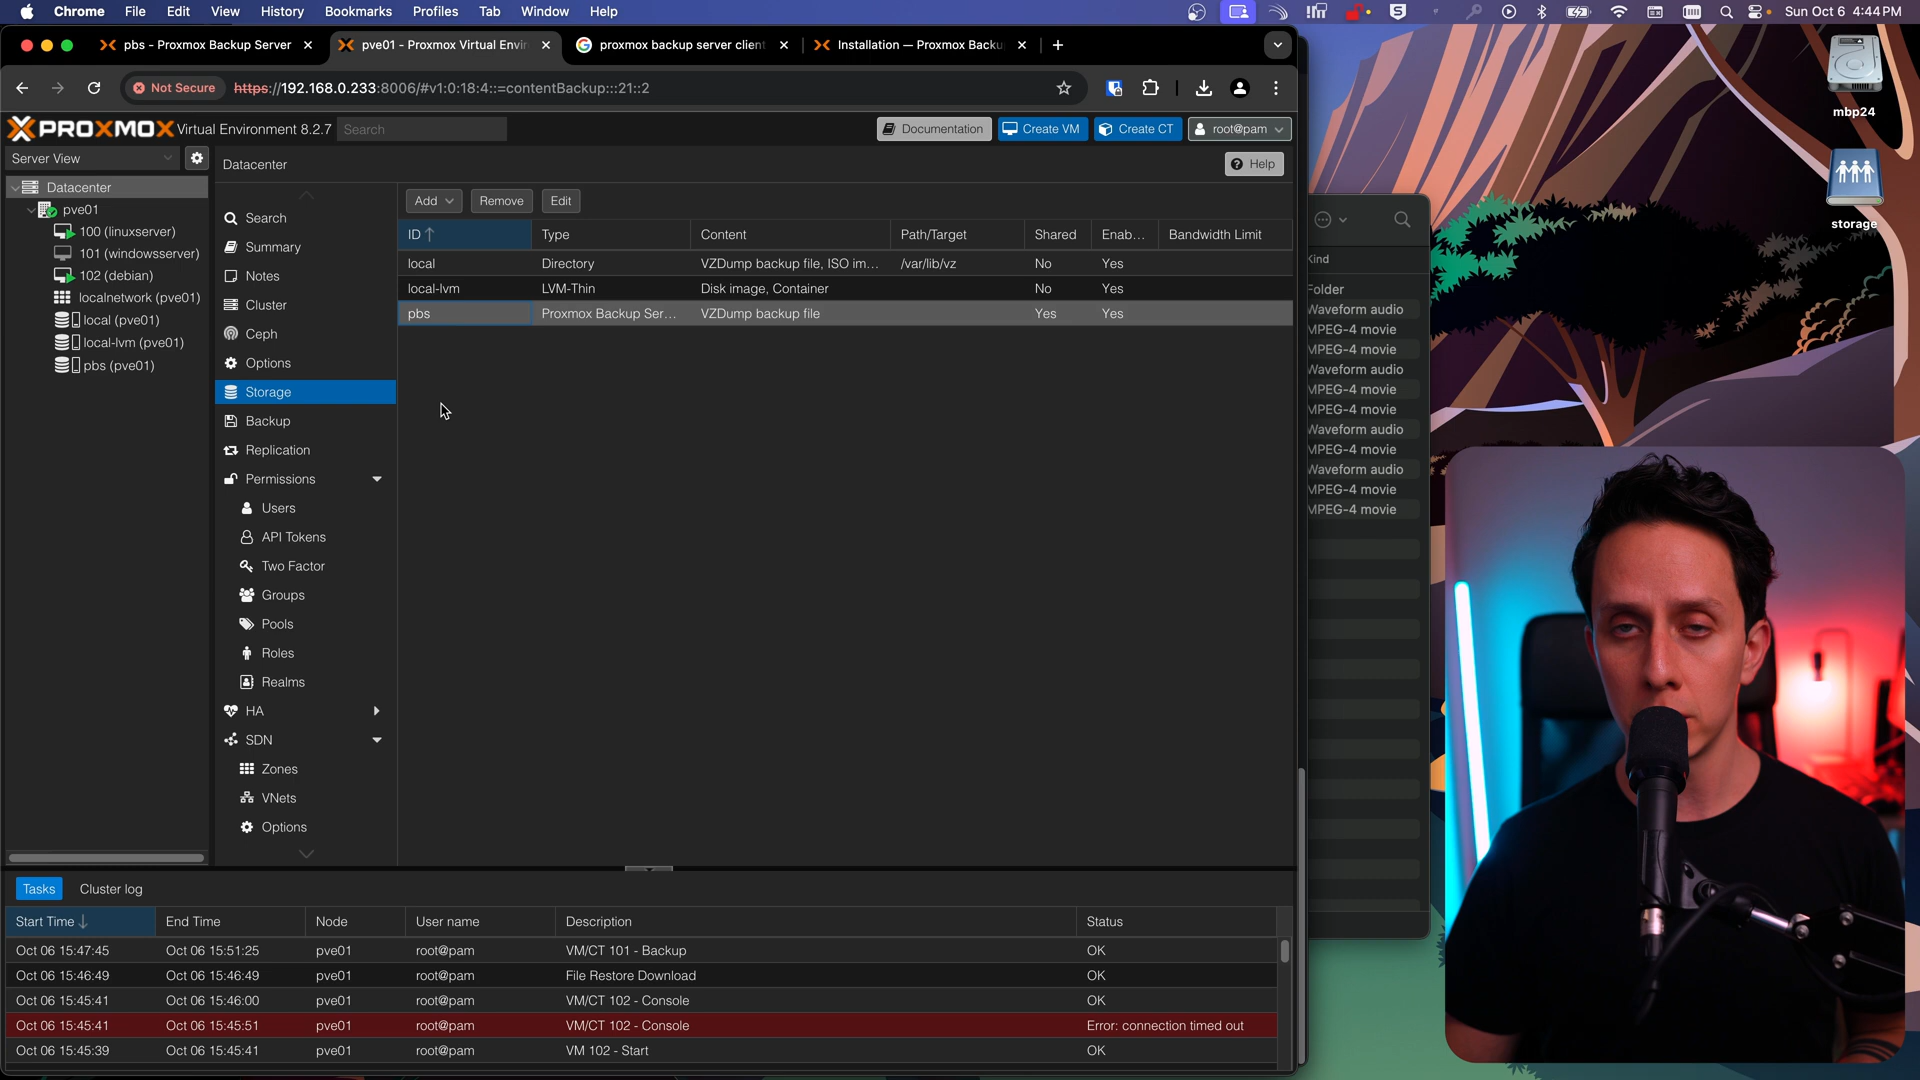 Chrome File Edit View History Bookmarks Profiles Tab Window Help Sun Oct 6 4:44 PM
pbs - Proxmox Backup Server
pve01 - Proxmox Virtual Envir
proxmox backup server client
Installation — Proxmox Backu
Not Secure https://192.168.0.233:8006/#v1:0:18:4::=contentBackup:::21::2
PROXMOX Virtual Environment 8.2.7 Search Documentation Create VM Create CT root@pam
Server View
Datacenter
Help
Datacenter
pve01
100 (linuxserver)
101 (windowsserver)
102 (debian)
localnetwork (pve01)
local (pve01)
local-lvm (pve01)
pbs (pve01)
Search
Summary
Notes
Cluster
Ceph
Options
Storage
Backup
Replication
Permissions
Users
API Tokens
Two Factor
Groups
Pools
Roles
Realms
HA
SDN
Zones
VNets
Options
Add Remove Edit
ID Type Content Path/Target Shared Enab... Bandwidth Limit
local Directory VZDump backup file, ISO im... /var/lib/vz No Yes
local-lvm LVM-Thin Disk image, Container No Yes
pbs Proxmox Backup Ser... VZDump backup file Yes Yes
Tasks Cluster log
Start Time End Time Node User name Description Status
Oct 06 15:47:45 Oct 06 15:51:25 pve01 root@pam VM/CT 101 - Backup OK
Oct 06 15:46:49 Oct 06 15:46:49 pve01 root@pam File Restore Download OK
Oct 06 15:45:41 Oct 06 15:46:00 pve01 root@pam VM/CT 102 - Console OK
Oct 06 15:45:41 Oct 06 15:45:51 pve01 root@pam VM/CT 102 - Console Error: connection timed out
Oct 06 15:45:39 Oct 06 15:45:41 pve01 root@pam VM 102 - Start OK
Kind
Folder
Waveform audio
MPEG-4 movie
MPEG-4 movie
Waveform audio
MPEG-4 movie
MPEG-4 movie
Waveform audio
MPEG-4 movie
Waveform audio
MPEG-4 movie
MPEG-4 movie
mbp24
storage